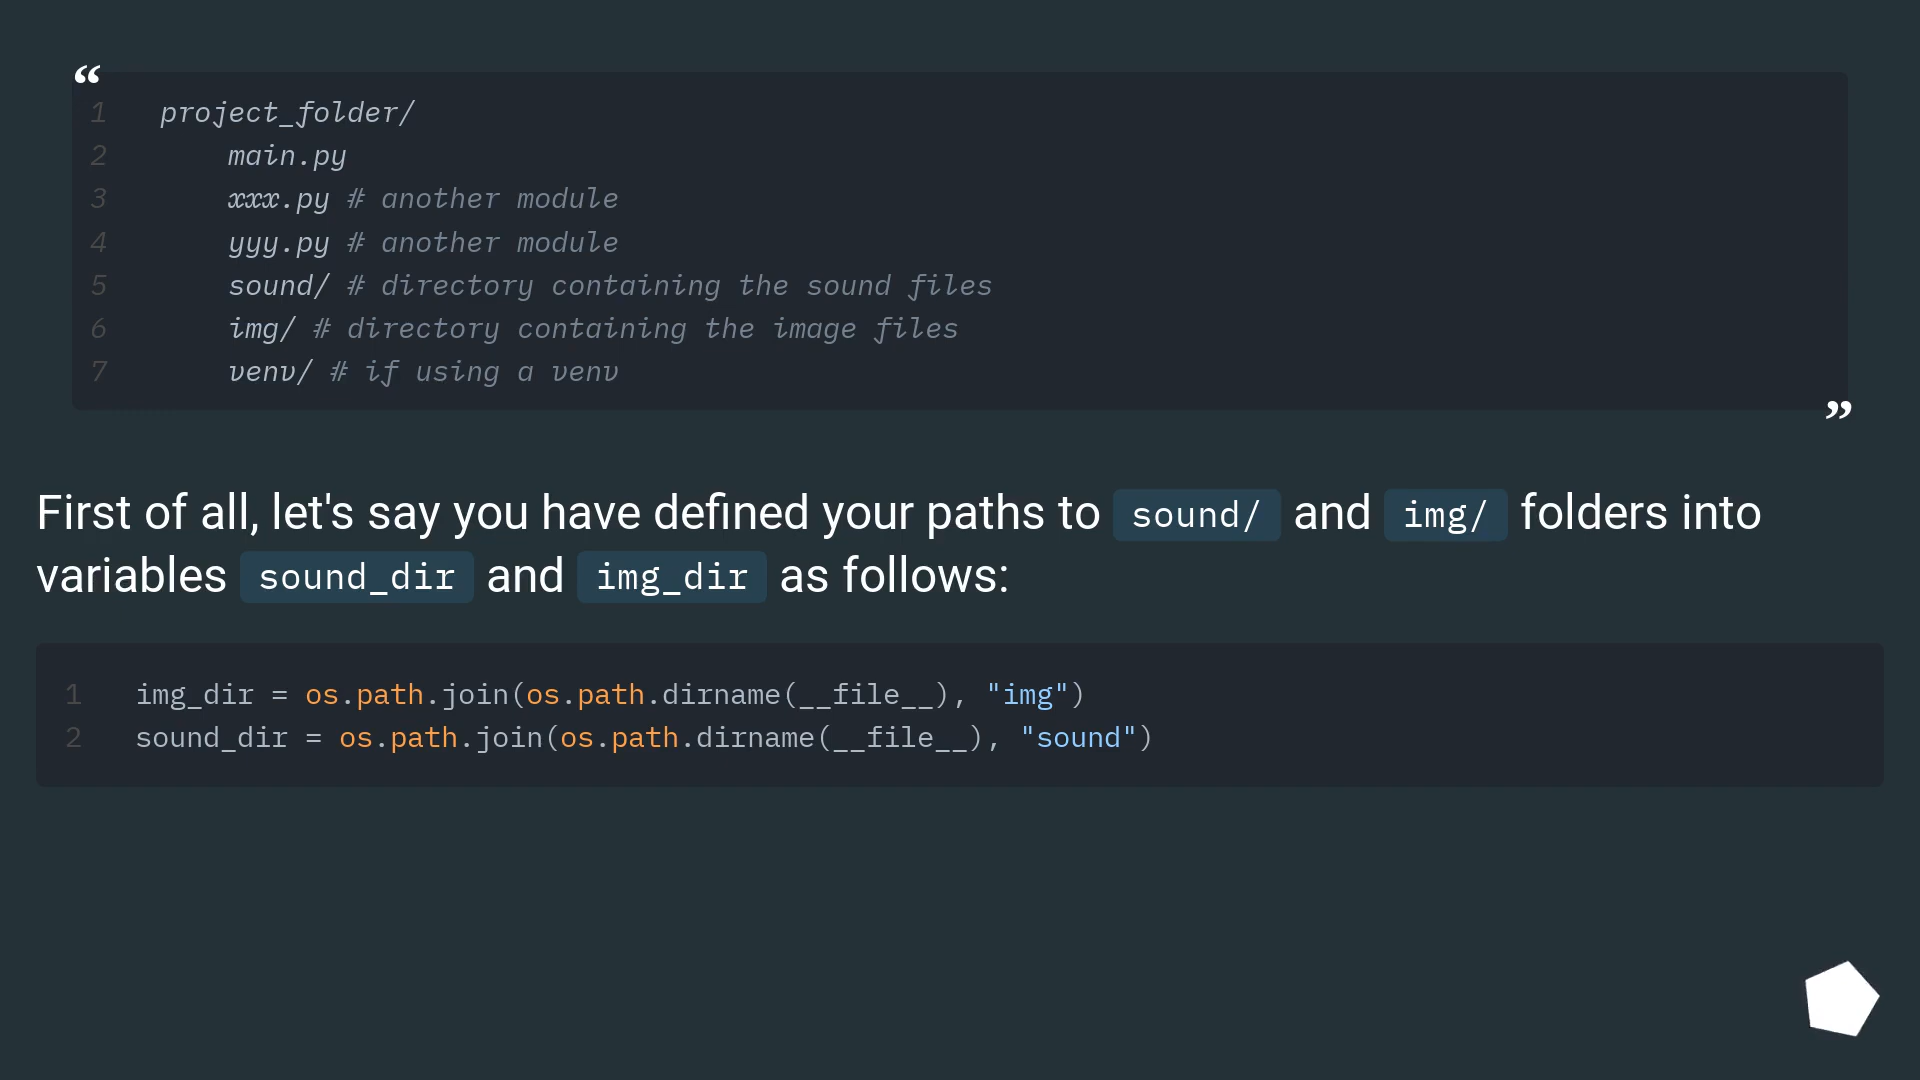 “
1 project_folder/
2     main.py
3     xxx.py # another module
4     yyy.py # another module
5     sound/ # directory containing the sound files
6     img/ # directory containing the image files
7     venv/ # if using a venv
”
First of all, let's say you have defined your paths to sound/ and img/ folders into
variables sound_dir and img_dir as follows:
1 img_dir = os.path.join(os.path.dirname(__file__), "img")
2 sound_dir = os.path.join(os.path.dirname(__file__), "sound")